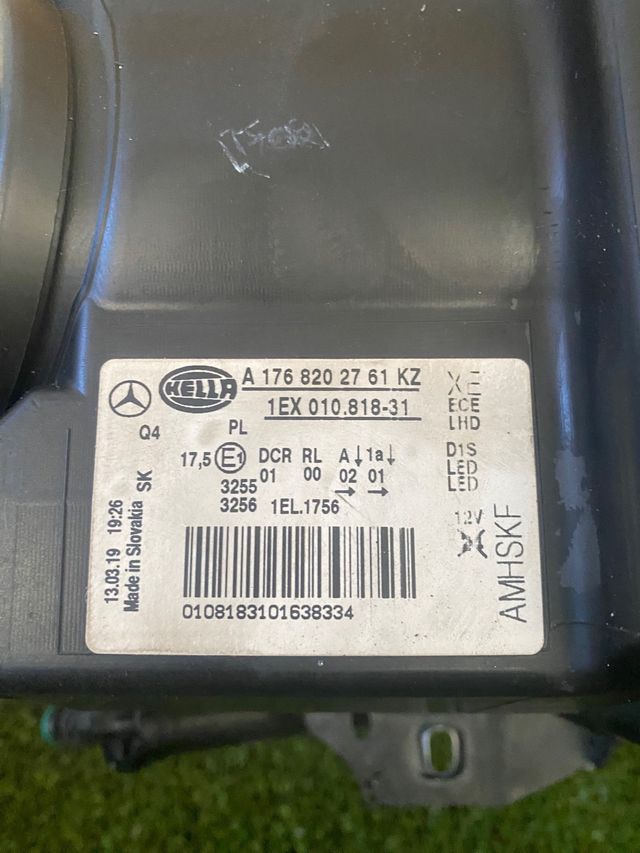 HELLA
A 176 820 27 61 KZ
1EX 010.818-31
XE
ECE
LHD
Q4
PL
17,5 E1 DCR RL A↓ 1a↓
01 00 02 01
3255
3256 1EL.1756
D1S
LED
LED
12V
SK
13.03.19 19:26
Made in Slovakia
AMHSKF
0108183101638334